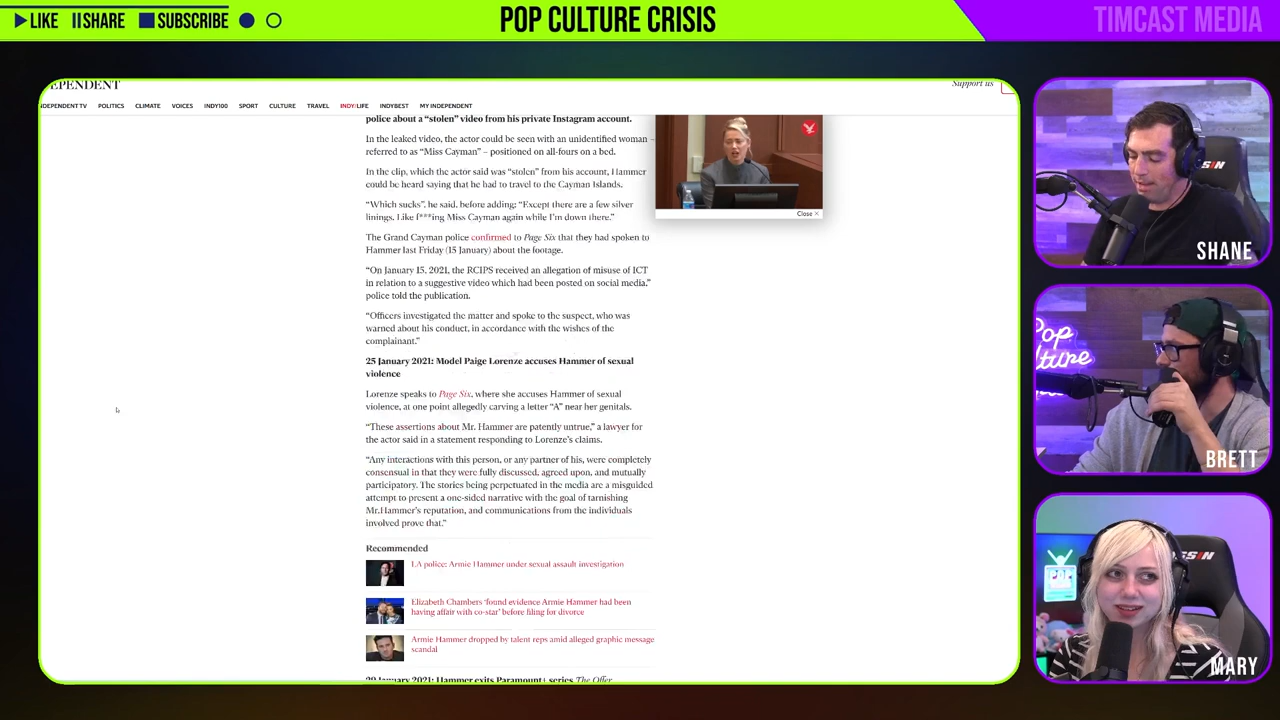 LIKE SHARE SUBSCRIBE
POP CULTURE CRISIS
TIMCAST MEDIA
EPENDENT
Support us
NDEPENDENT TV POLITICS CLIMATE VOICES INDY100 SPORT CULTURE TRAVEL INDY/LIFE INDYBEST MY INDEPENDENT
police about a “stolen” video from his private Instagram account.
In the leaked video, the actor could be seen with an unidentified woman –
referred to as “Miss Cayman” – positioned on all-fours on a bed.
In the clip, which the actor said was “stolen” from his account, Hammer
could be heard saying that he had to travel to the Cayman Islands.
“Which sucks”, he said, before adding: “Except there are a few silver
linings. Like f***ing Miss Cayman again while I’m down there.”
The Grand Cayman police confirmed to Page Six that they had spoken to
Hammer last Friday (15 January) about the footage.
“On January 15, 2021, the RCIPS received an allegation of misuse of ICT
in relation to a suggestive video which had been posted on social media,”
police told the publication.
“Officers investigated the matter and spoke to the suspect, who was
warned about his conduct, in accordance with the wishes of the
complainant.”
25 January 2021: Model Paige Lorenze accuses Hammer of sexual
violence
Lorenze speaks to Page Six, where she accuses Hammer of sexual
violence, at one point allegedly carving a letter “A” near her genitals.
“These assertions about Mr. Hammer are patently untrue,” a lawyer for
the actor said in a statement responding to Lorenze’s claims.
“Any interactions with this person, or any partner of his, were completely
consensual in that they were fully discussed, agreed upon, and mutually
participatory. The stories being perpetuated in the media are a misguided
attempt to present a one-sided narrative with the goal of tarnishing
Mr.Hammer’s reputation, and communications from the individuals
involved prove that.”
Recommended
LA police: Armie Hammer under sexual assault investigation
Elizabeth Chambers ‘found evidence Armie Hammer had been
having affair with co-star’ before filing for divorce
Armie Hammer dropped by talent reps amid alleged graphic message
scandal
29 January 2021: Hammer exits Paramount+ series The Offer
Close ×
SIN
SHANE
Pop
lture
BRETT
SSIN
POP
MARY